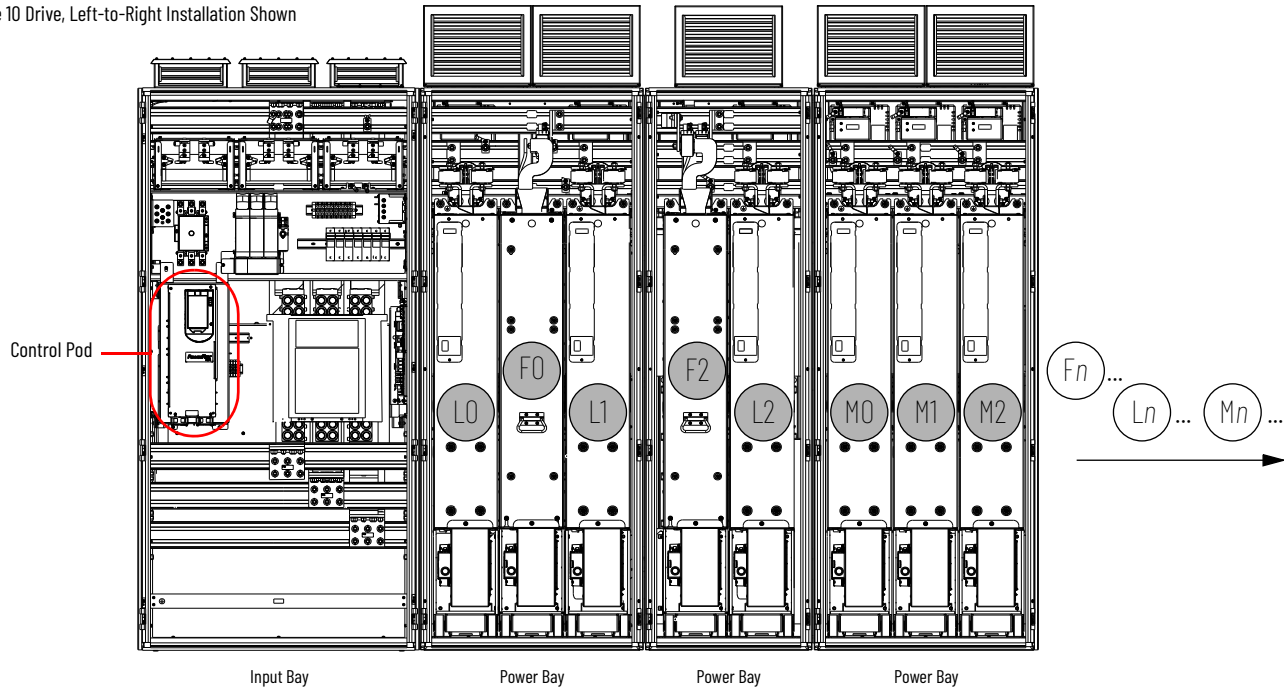 e 10 Drive, Left-to-Right Installation Shown
Control Pod
L0
F0
L1
F2
L2
M0
M1
M2
Fn ...
Ln ... Mn ...
Input Bay
Power Bay
Power Bay
Power Bay